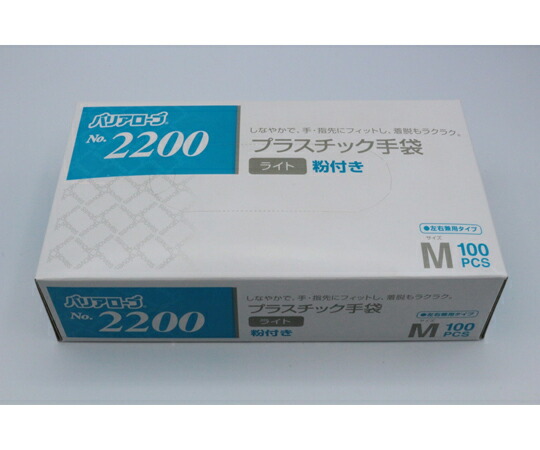 バリアローブ
No. 2200
しなやかで、手・指先にフィットし、着脱もラクラク。
プラスチック手袋
ライト 粉付き
●左右兼用タイプ
サイズ
M 100 PCS
バリアローブ
No. 2200
しなやかで、手・指先にフィットし、着脱もラクラク。
プラスチック手袋
ライト
粉付き
●左右兼用タイプ
サイズ
M 100 PCS